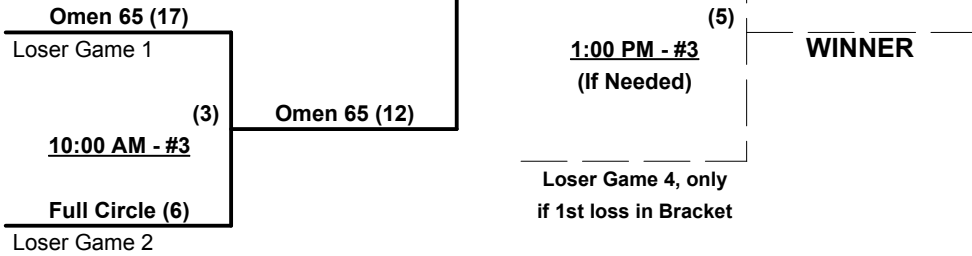 Omen 65 (17)
Loser Game 1
(3)
10:00 AM - #3
Omen 65 (12)
Full Circle (6)
Loser Game 2
(5)
1:00 PM - #3
(If Needed)
WINNER
Loser Game 4, only
if 1st loss in Bracket